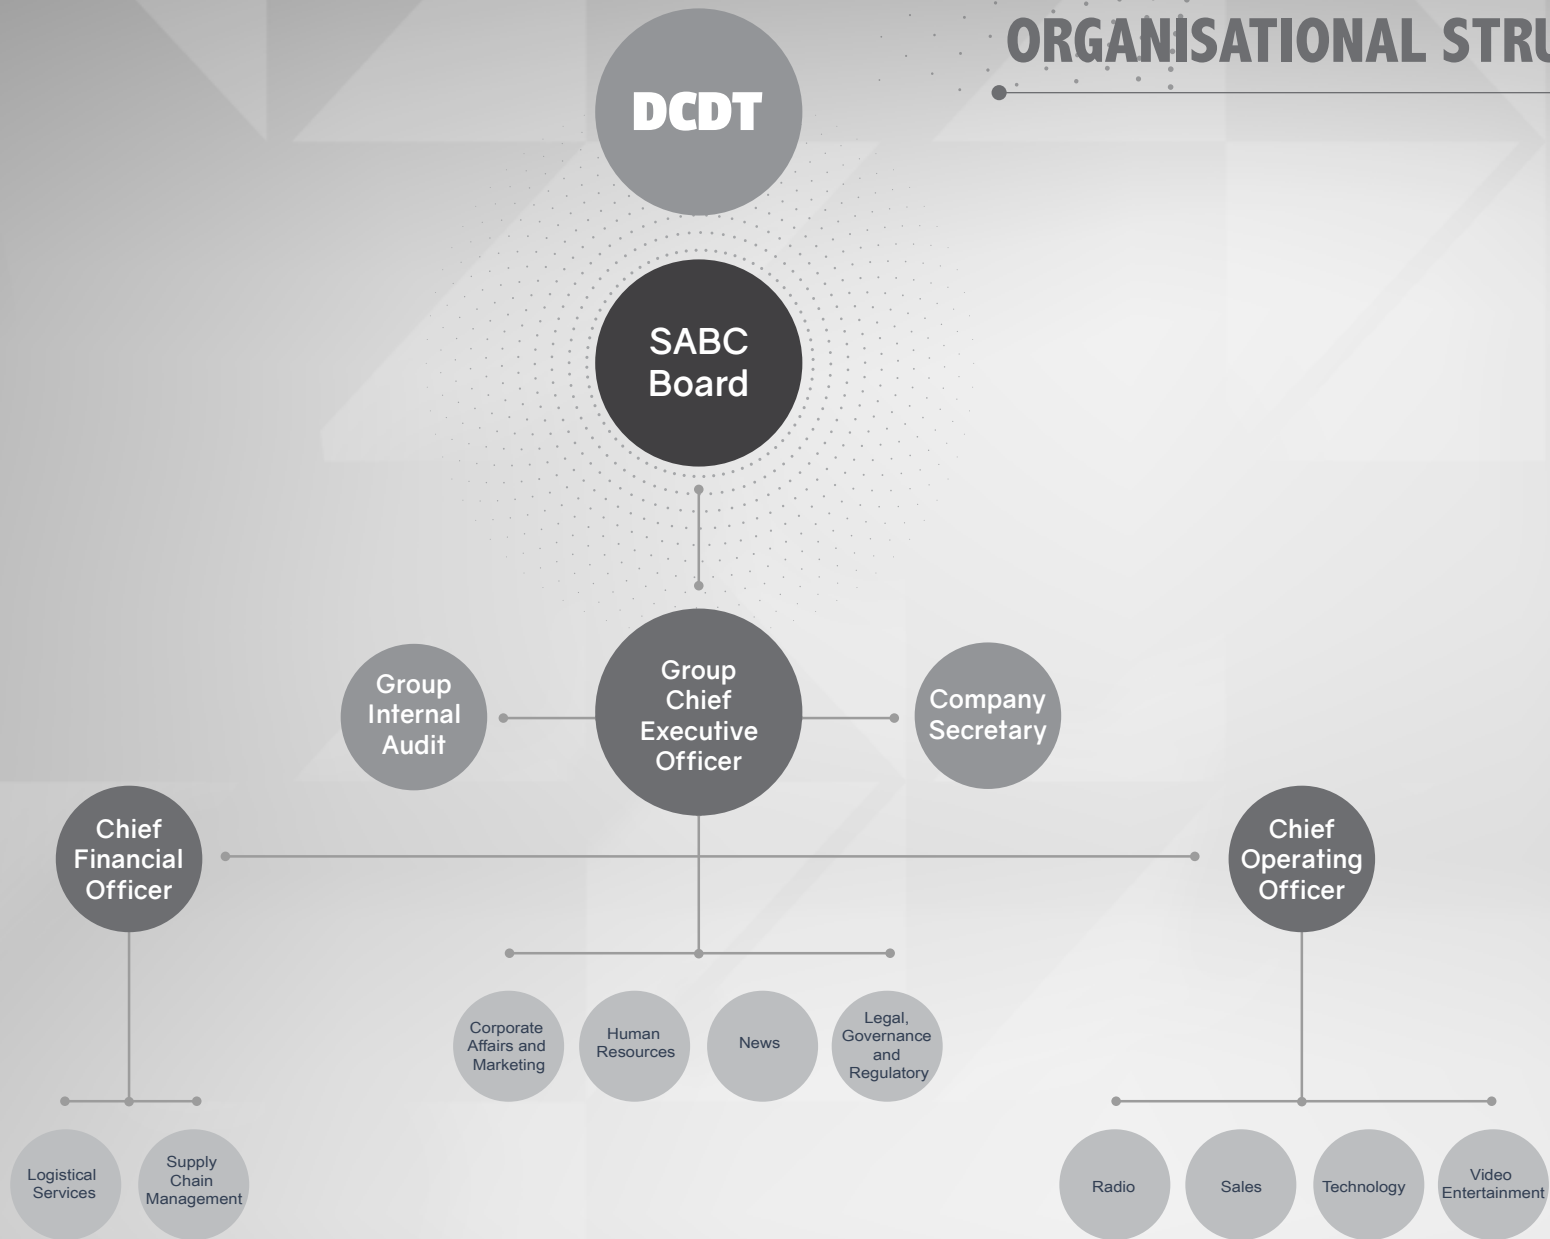 ORGANISATIONAL STRU
DCDT
SABC
Board
Group
Internal
Audit
Group
Chief
Executive
Officer
Company
Secretary
Chief
Financial
Officer
Chief
Operating
Officer
Corporate
Affairs and
Marketing
Human
Resources
News
Legal,
Governance
and
Regulatory
Logistical
Services
Supply
Chain
Management
Radio
Sales
Technology
Video
Entertainment